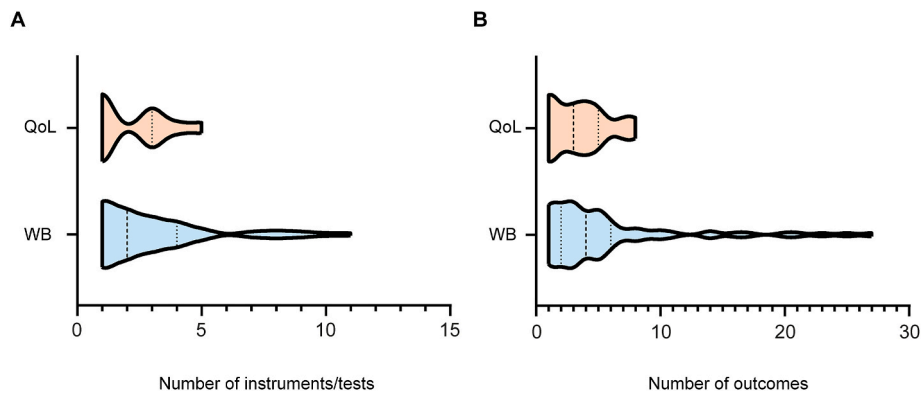 A
QoL
WB
0 5 10 15
Number of instruments/tests
B
QoL
WB
0 10 20 30
Number of outcomes